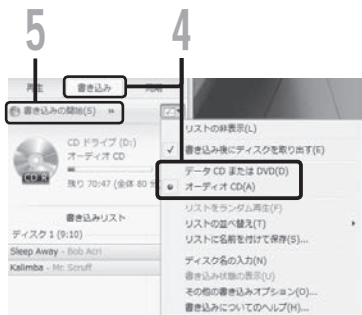 5
4
再生
書き込み
同期
書き込みの開始(S)
CD ドライブ (D:)
オーディオ CD
CD-R
残り 70:47 (全体 80 分
書き込みリスト
ディスク 1 (9:10)
Sleep Away - Bob Acri
Kalimba - Mr. Scruff
リストの非表示(L)
✓ 書き込み後にディスクを取り出す(E)
データ CD または DVD(D)
● オーディオ CD(A)
リストをランダム再生(F)
リストの並べ替え(T)
リストに名前を付けて保存(S)...
ディスク名の入力(N)
書き込み状態の表示(U)
その他の書き込みオプション(O)...
書き込みについてのヘルプ(H)...